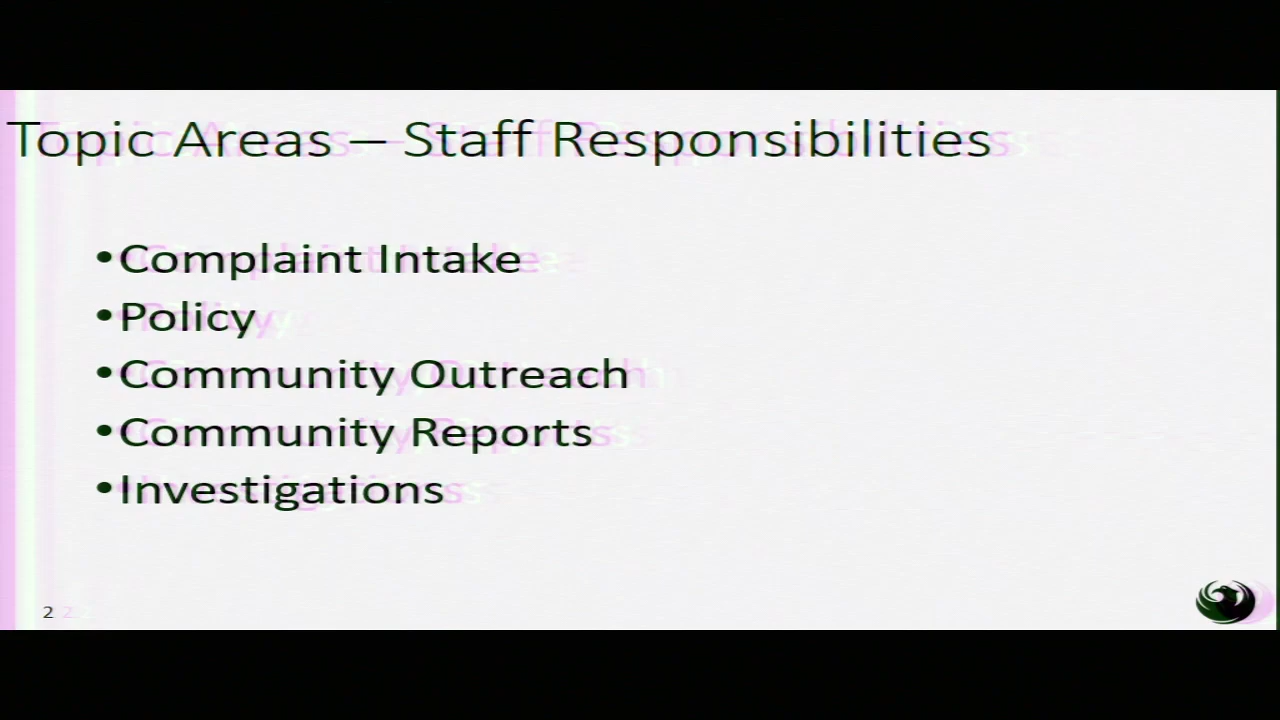 Topic Areas – Staff Responsibilities
•Complaint Intake
•Policy
•Community Outreach
•Community Reports
•Investigations
2